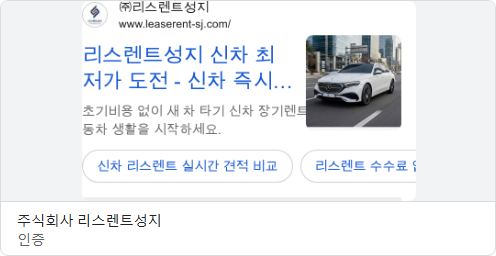 ㈜리스렌트성지
www.leaserent-sj.com/
리스렌트성지 신차 최
저가 도전 - 신차 즉시...
초기비용 없이 새 차 타기 신차 장기렌트
동차 생활을 시작하세요.
신차 리스렌트 실시간 견적 비교
리스렌트 수수료
주식회사 리스렌트성지
인증